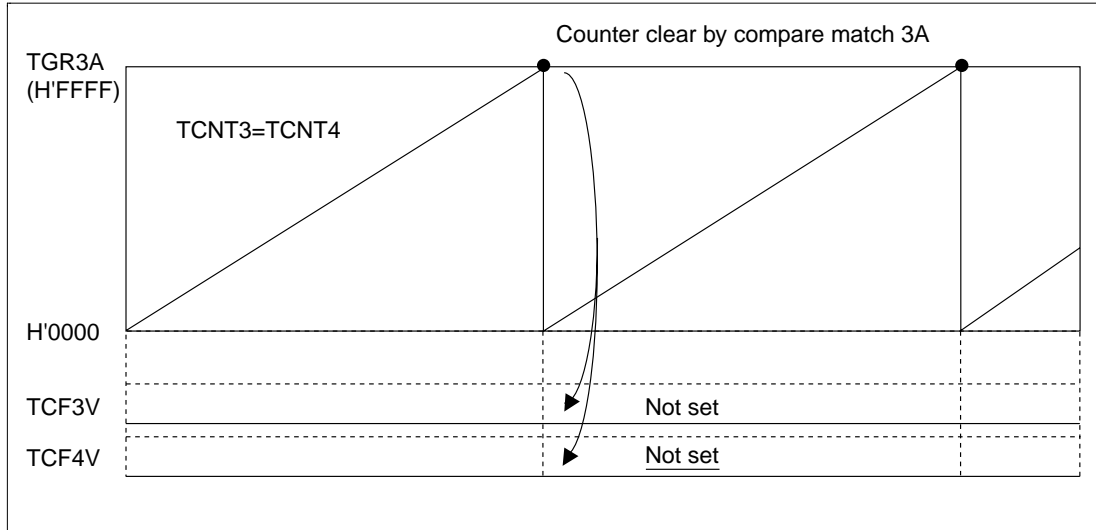 Counter clear by compare match 3A
TGR3A
(H'FFFF)
TCNT3=TCNT4
H'0000
TCF3V
Not set
TCF4V
Not set